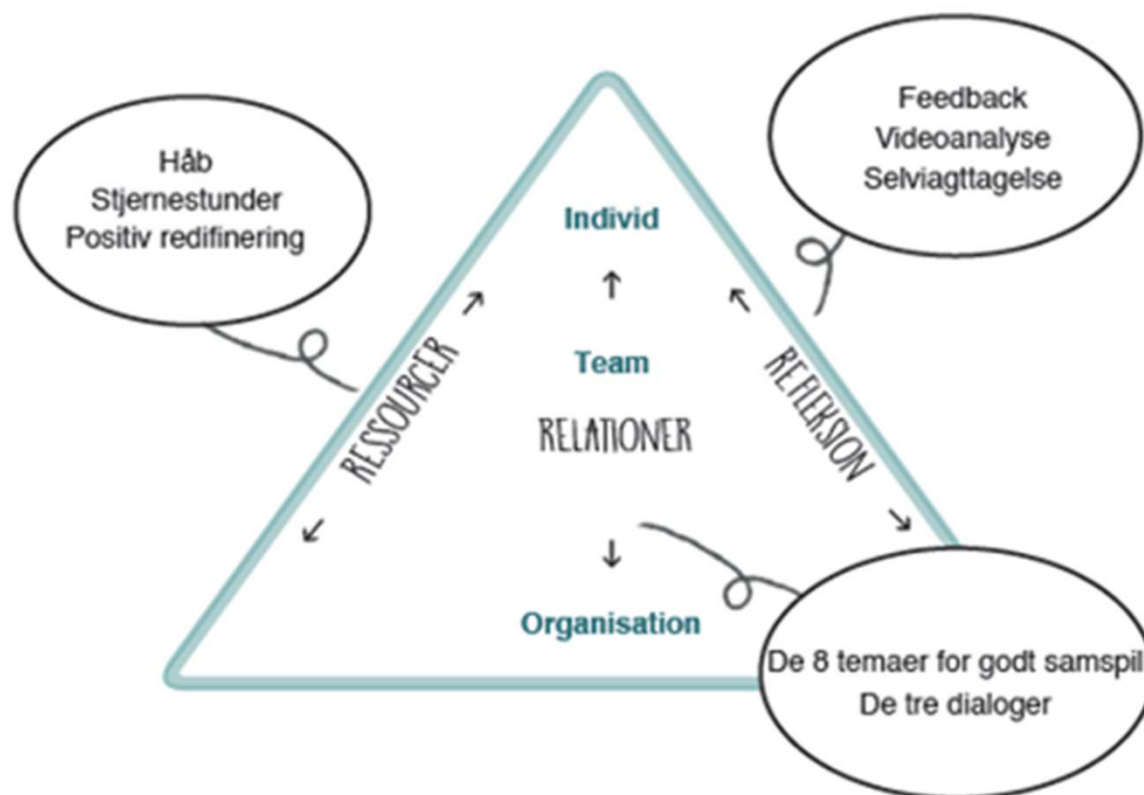 Feedback
Videoanalyse
Selviagttagelse
Håb
Stjernestunder
Positiv redifinering
Individ
Team
RESSOURCER
RELATIONER
REFLEKSION
Organisation
De 8 temaer for godt samspil
De tre dialoger